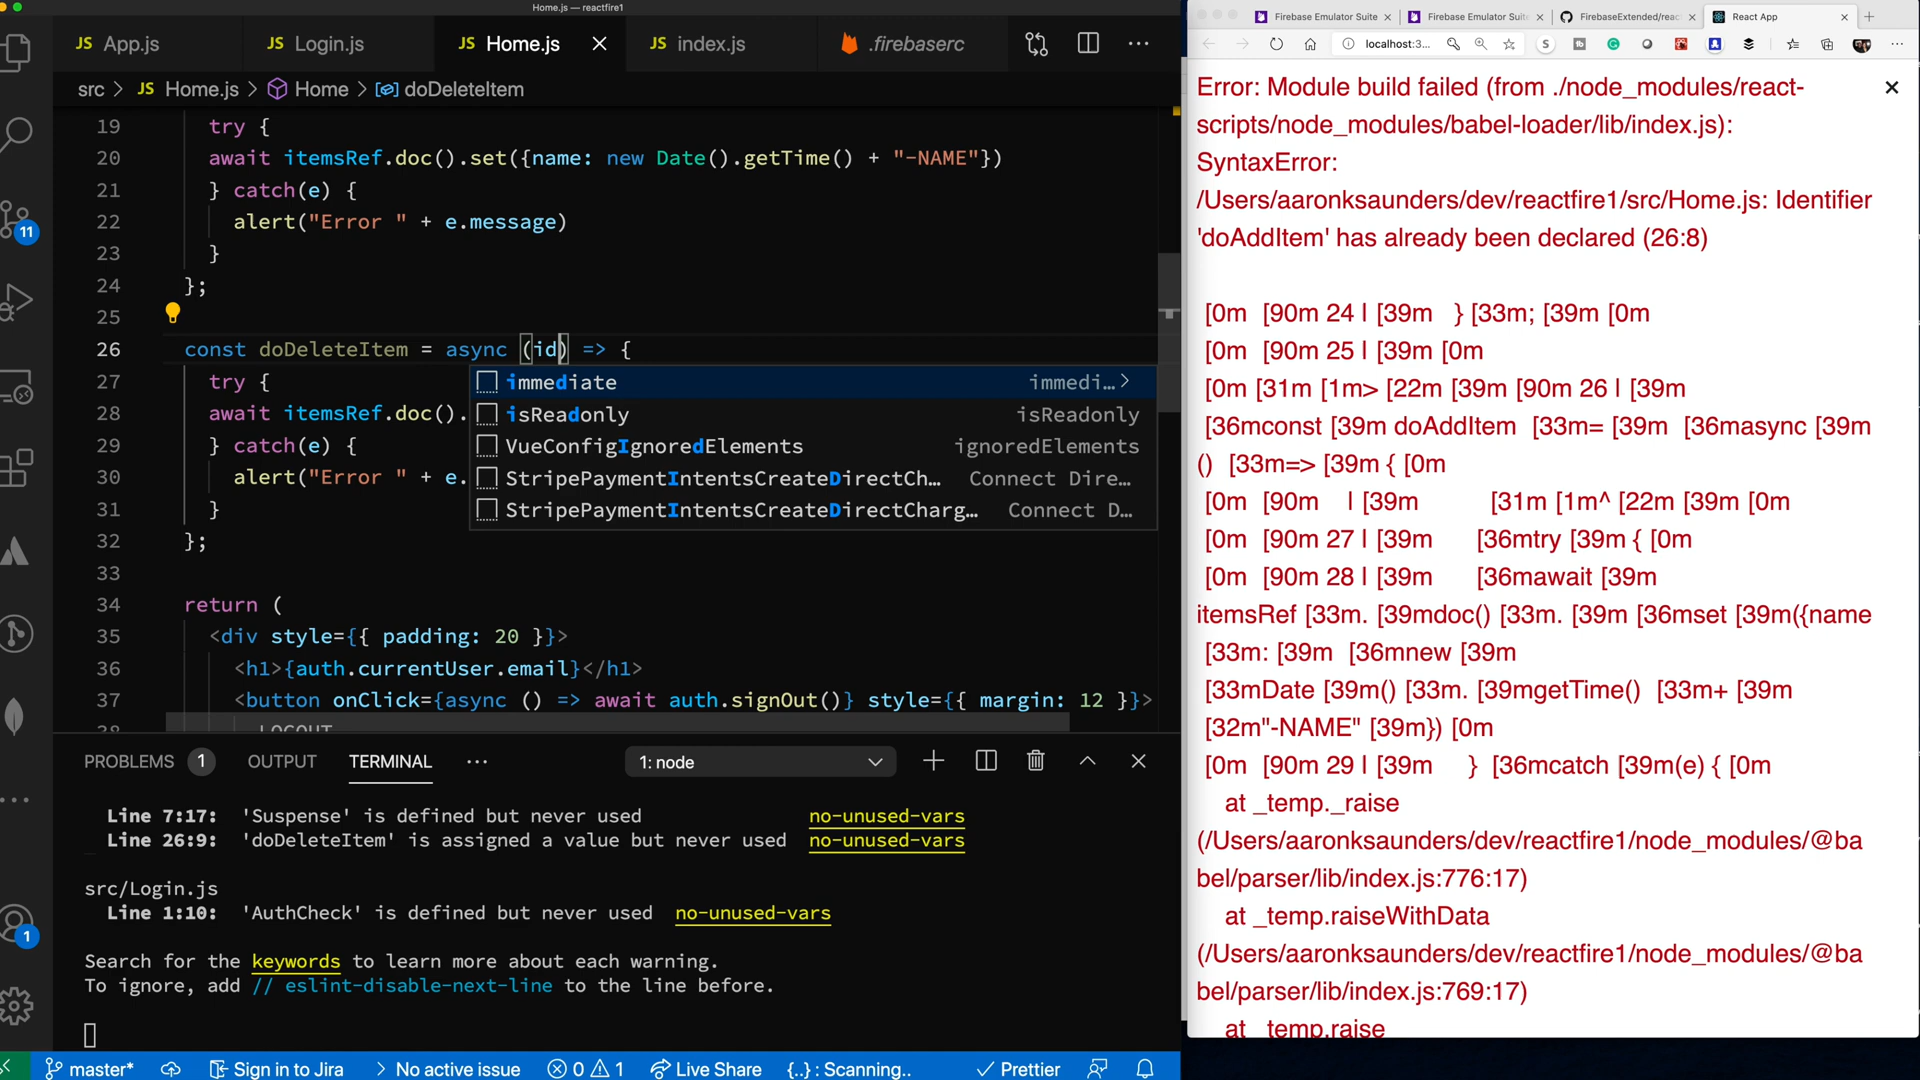 Home.js — reactfire1
JS App.js
JS Login.js
JS Home.js
JS index.js
.firebaserc
src > JS Home.js > Home > doDeleteItem
19 try {
20 await itemsRef.doc().set({name: new Date().getTime() + "-NAME"})
21 } catch(e) {
22 alert("Error " + e.message)
23 }
24 };
25
26 const doDeleteItem = async (id) => {
27 try {
28 await itemsRef.doc().
29 } catch(e) {
30 alert("Error " + e.
31 }
32 };
33
34 return (
35 <div style={{ padding: 20 }}>
36 <h1>{auth.currentUser.email}</h1>
37 <button onClick={async () => await auth.signOut()} style={{ margin: 12 }}>
38 LOGOUT
immediate immedi…
isReadonly isReadonly
VueConfigIgnoredElements ignoredElements
StripePaymentIntentsCreateDirectCh… Connect Dire…
StripePaymentIntentsCreateDirectCharg… Connect D…
11
1
PROBLEMS 1 OUTPUT TERMINAL ··· 1: node
Line 7:17: 'Suspense' is defined but never used no-unused-vars
Line 26:9: 'doDeleteItem' is assigned a value but never used no-unused-vars
src/Login.js
Line 1:10: 'AuthCheck' is defined but never used no-unused-vars
Search for the keywords to learn more about each warning.
To ignore, add // eslint-disable-next-line to the line before.
master* Sign in to Jira > No active issue 0 1 Live Share {..} : Scanning.. Prettier
Firebase Emulator Suite
Firebase Emulator Suite
FirebaseExtended/reac
React App
localhost:3...
Error: Module build failed (from ./node_modules/react-
scripts/node_modules/babel-loader/lib/index.js):
SyntaxError:
/Users/aaronksaunders/dev/reactfire1/src/Home.js: Identifier
'doAddItem' has already been declared (26:8)
[0m [90m 24 | [39m } [33m; [39m [0m
[0m [90m 25 | [39m [0m
[0m [31m [1m> [22m [39m [90m 26 | [39m
[36mconst [39m doAddItem [33m= [39m [36masync [39m
() [33m=> [39m { [0m
[0m [90m | [39m [31m [1m^ [22m [39m [0m
[0m [90m 27 | [39m [36mtry [39m { [0m
[0m [90m 28 | [39m [36mawait [39m
itemsRef [33m. [39mdoc() [33m. [39m [36mset [39m({name
[33m: [39m [36mnew [39m
[33mDate [39m() [33m. [39mgetTime() [33m+ [39m
[32m"-NAME" [39m}) [0m
[0m [90m 29 | [39m } [36mcatch [39m(e) { [0m
at _temp._raise
(/Users/aaronksaunders/dev/reactfire1/node_modules/@ba
bel/parser/lib/index.js:776:17)
at _temp.raiseWithData
(/Users/aaronksaunders/dev/reactfire1/node_modules/@ba
bel/parser/lib/index.js:769:17)
at _temp.raise